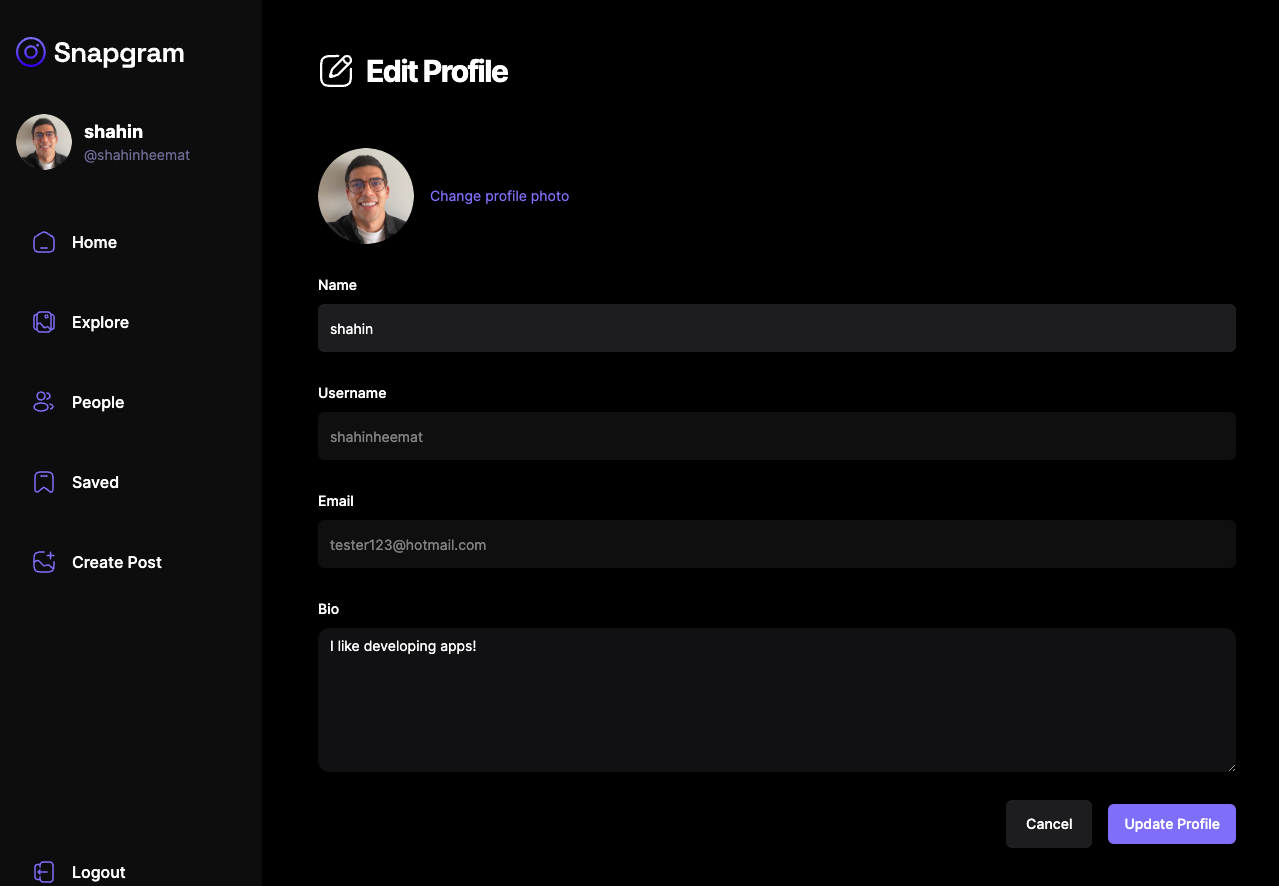 Snapgram
shahin
@shahinheemat
Home
Explore
People
Saved
Create Post
Logout
Edit Profile
Change profile photo
Name
shahin
Username
shahinheemat
Email
tester123@hotmail.com
Bio
I like developing apps!
Cancel
Update Profile